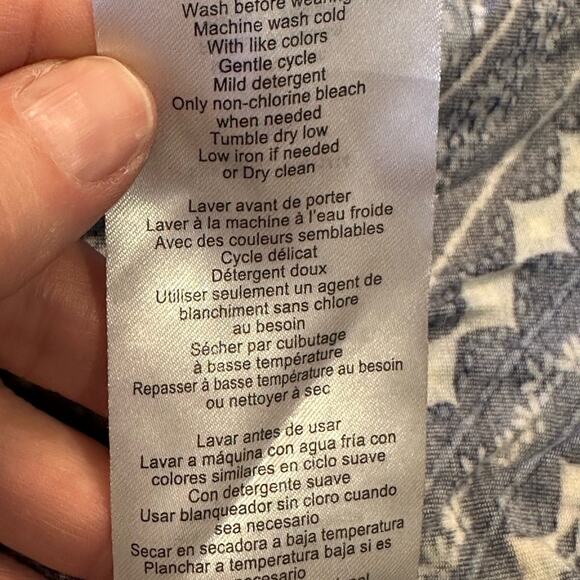 Wash before wearing
Machine wash cold
With like colors
Gentle cycle
Mild detergent
Only non-chlorine bleach
when needed
Tumble dry low
Low iron if needed
or Dry clean
Laver avant de porter
Laver à la machine à l'eau froide
Avec des couleurs semblables
Cycle délicat
Détergent doux
Utiliser seulement un agent de
blanchiment sans chlore
au besoin
Sécher par culbutage
à basse température
Repasser à basse température au besoin
ou nettoyer à sec
Lavar antes de usar
Lavar a máquina con agua fría con
colores similares en ciclo suave
Con detergente suave
Usar blanqueador sin cloro cuando
sea necesario
Secar en secadora a baja temperatura
Planchar a temperatura baja si es
necesario